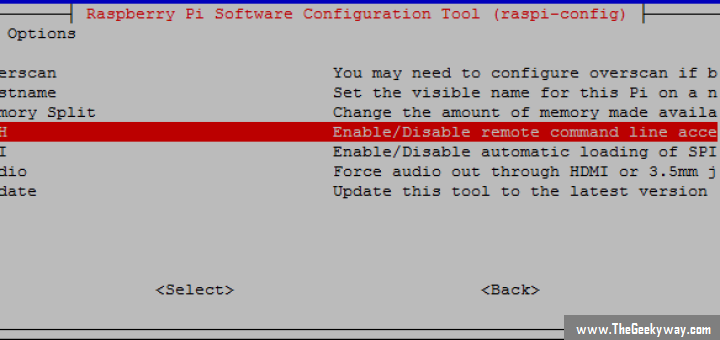 Raspberry Pi Software Configuration Tool (raspi-config)
Options
erscan You may need to configure overscan if b
stname Set the visible name for this Pi on a n
mory Split Change the amount of memory made availa
H Enable/Disable remote command line acce
I Enable/Disable automatic loading of SPI
dio Force audio out through HDMI or 3.5mm j
date Update this tool to the latest version
<Select> <Back>
www.TheGeekyway.com